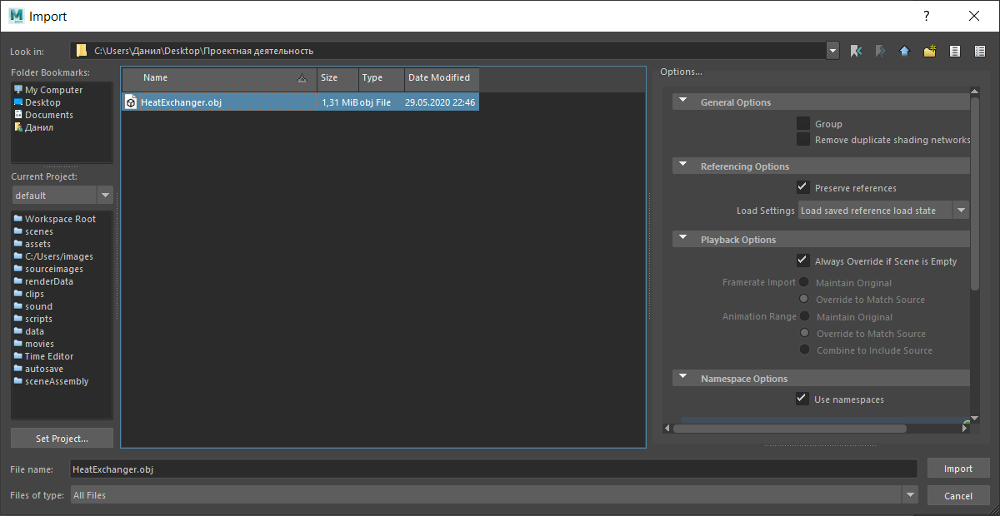 Import
?
Look in:
C:\Users\Данил\Desktop\Проектная деятельность
Folder Bookmarks:
My Computer
Desktop
Documents
Данил
Current Project:
default
Workspace Root
scenes
assets
C:/Users/images
sourceimages
renderData
clips
sound
scripts
data
movies
Time Editor
autosave
sceneAssembly
Set Project...
Name Size Type Date Modified
HeatExchanger.obj 1,31 MiB obj File 29.05.2020 22:46
Options...
General Options
Group
Remove duplicate shading networks
Referencing Options
Preserve references
Load Settings Load saved reference load state
Playback Options
Always Override if Scene is Empty
Framerate Import Maintain Original
Override to Match Source
Animation Range Maintain Original
Override to Match Source
Combine to Include Source
Namespace Options
Use namespaces
File name: HeatExchanger.obj Import
Files of type: All Files Cancel